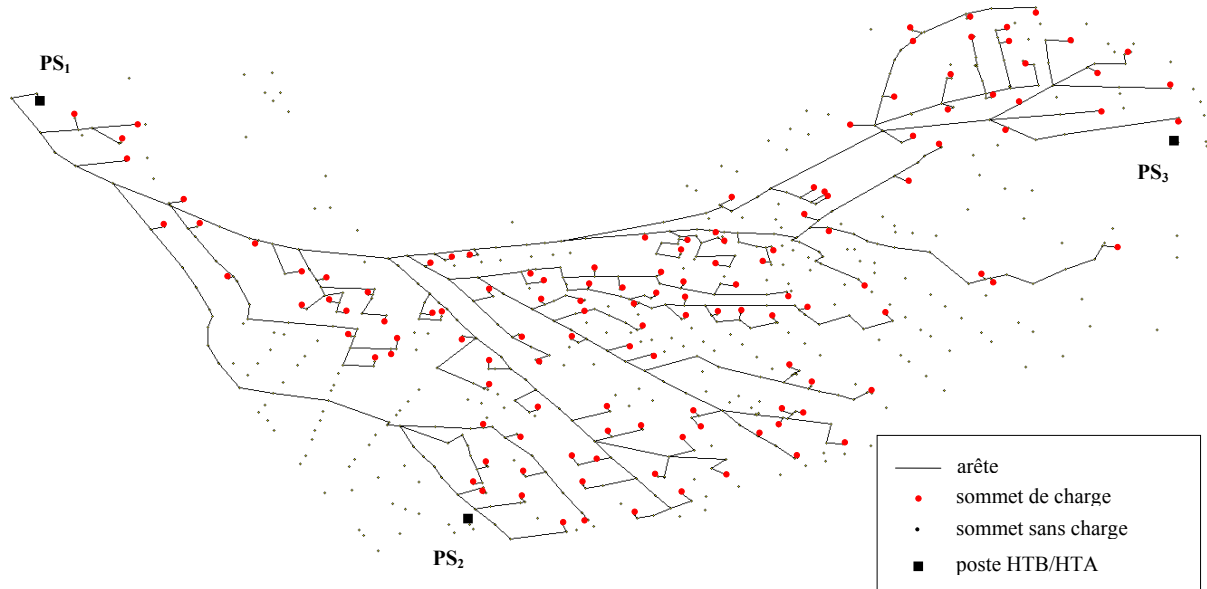 PS1
PS3
PS2
arête
sommet de charge
sommet sans charge
poste HTB/HTA